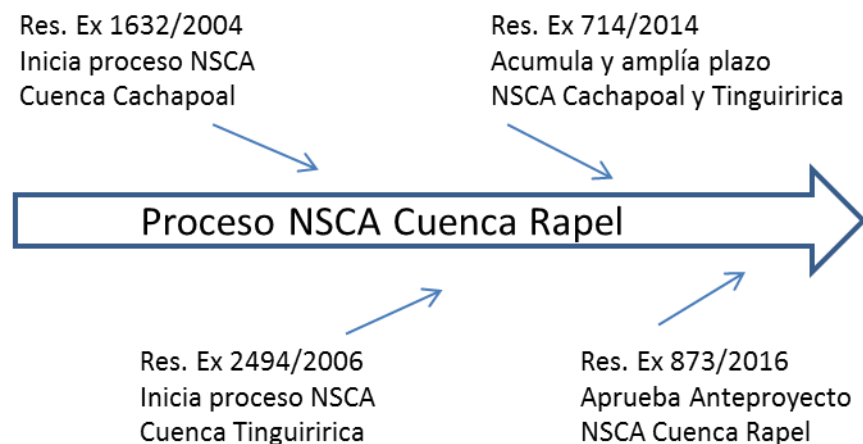 Res. Ex 1632/2004
Inicia proceso NSCA
Cuenca Cachapoal
Res. Ex 714/2014
Acumula y amplía plazo
NSCA Cachapoal y Tinguiririca
Proceso NSCA Cuenca Rapel
Res. Ex 2494/2006
Inicia proceso NSCA
Cuenca Tinguiririca
Res. Ex 873/2016
Aprueba Anteproyecto
NSCA Cuenca Rapel